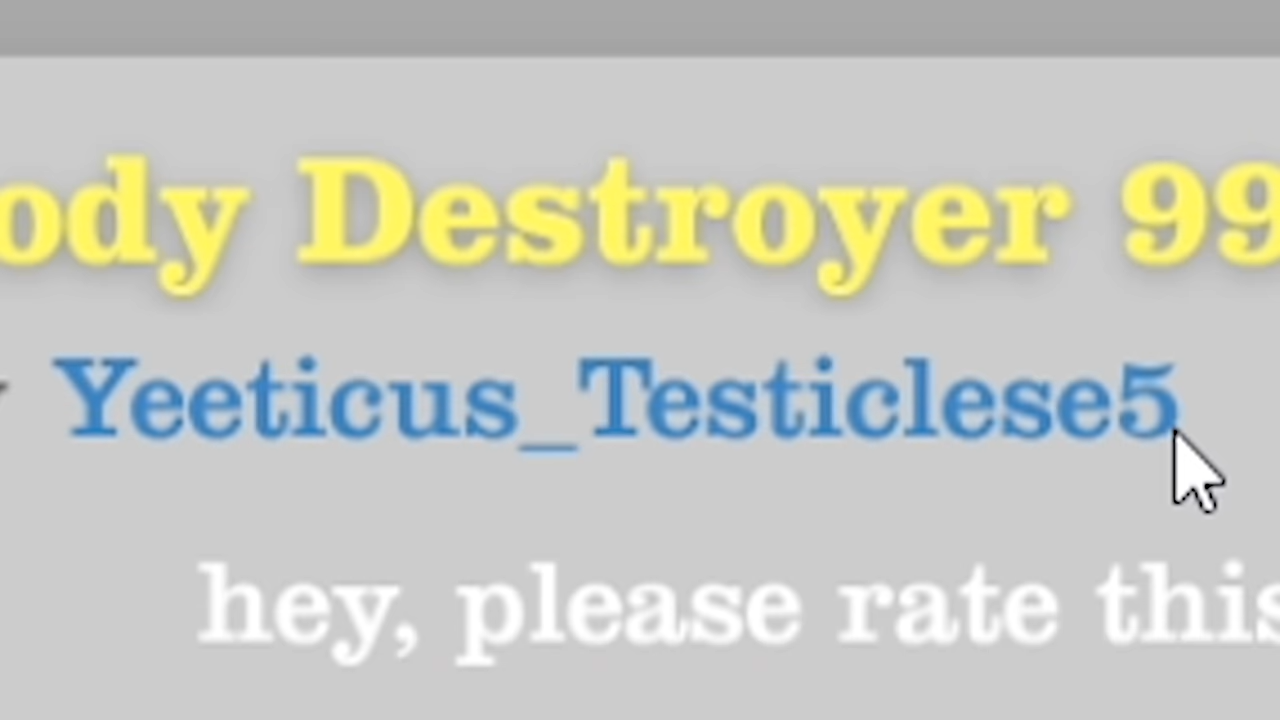 ody Destroyer 99
Yeeticus_Testiclese5
hey, please rate this